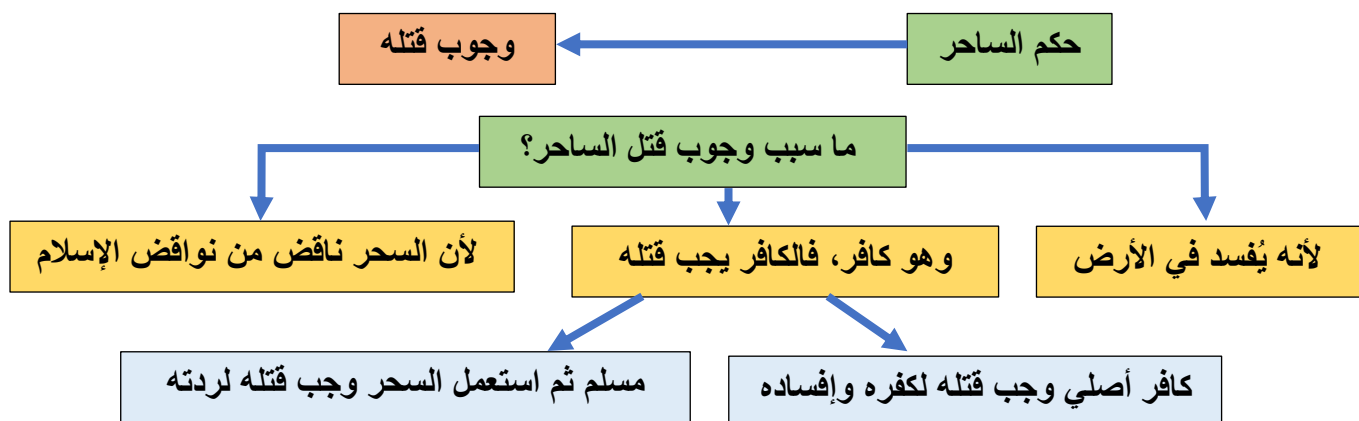 حكم الساحر
وجوب قتله
ما سبب وجوب قتل الساحر؟
لأنه يُفسد في الأرض
وهو كافر، فالكافر يجب قتله
لأن السحر ناقض من نواقض الإسلام
كافر أصلي وجب قتله لكفره وإفساده
مسلم ثم استعمل السحر وجب قتله لردته